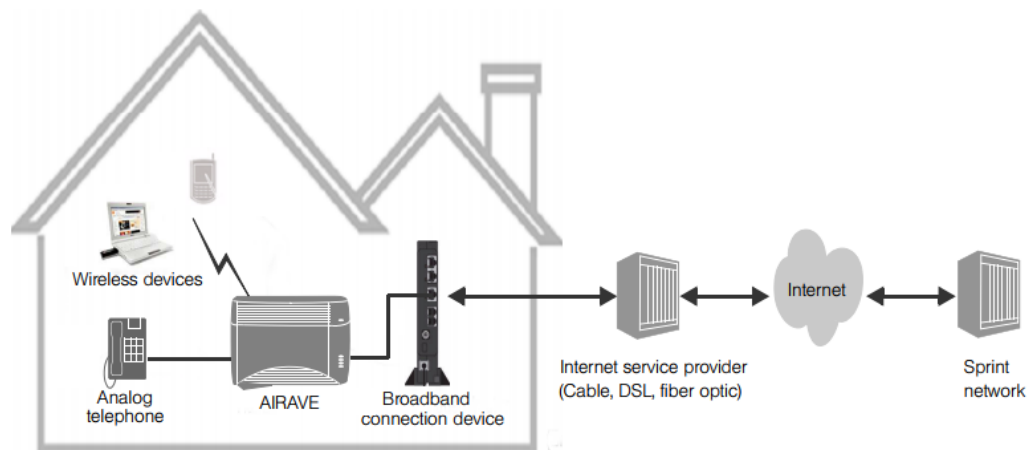 Wireless devices
Analog
telephone
AIRAVE
Broadband
connection device
Internet service provider
(Cable, DSL, fiber optic)
Internet
Sprint
network